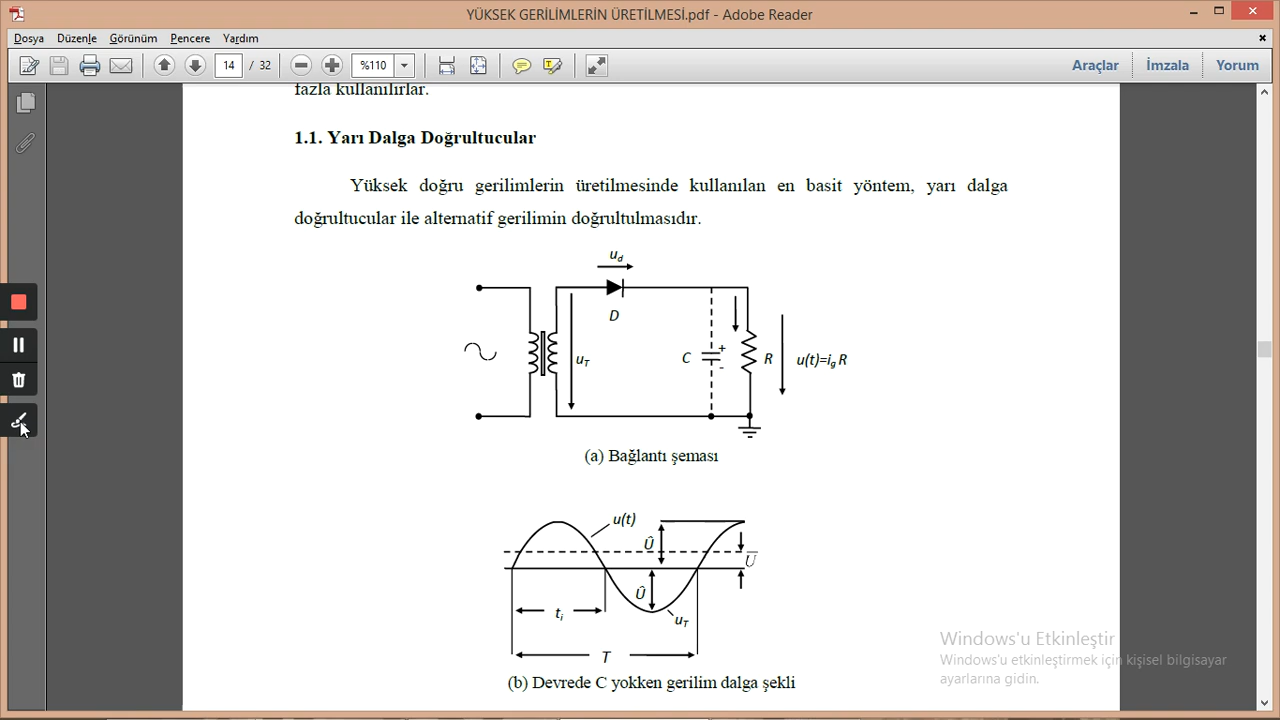 YÜKSEK GERİLİMLERİN ÜRETİLMESİ.pdf - Adobe Reader
Dosya Düzenle Görünüm Pencere Yardım
14 / 32 %110 Araçlar İmzala Yorum
fazla kullanılırlar.
1.1. Yarı Dalga Doğrultucular
Yüksek doğru gerilimlerin üretilmesinde kullanılan en basit yöntem, yarı dalga
doğrultucular ile alternatif gerilimin doğrultulmasıdır.
u_d
D
u_T
C
+
-
R
u(t)=i_g R
(a) Bağlantı şeması
u(t)
Û
U̅
Û
t_i
u_T
T
(b) Devrede C yokken gerilim dalga şekli
Windows'u Etkinleştir
Windows'u etkinleştirmek için kişisel bilgisayar
ayarlarına gidin.